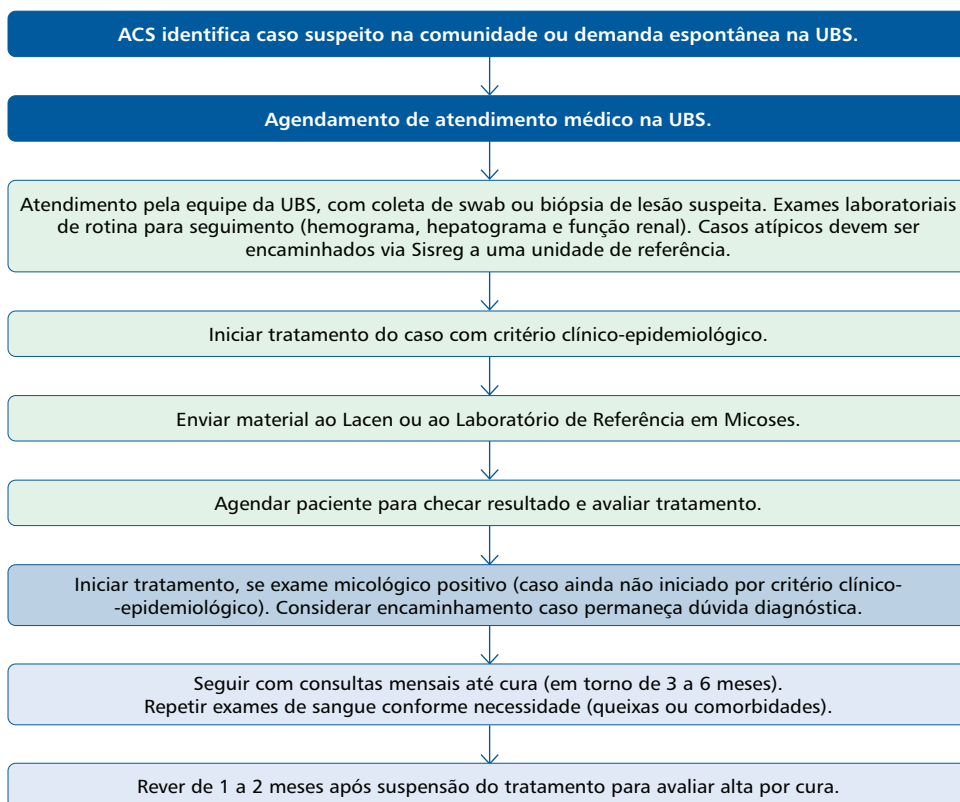 ACS identifica caso suspeito na comunidade ou demanda espontânea na UBS.
Agendamento de atendimento médico na UBS.
Atendimento pela equipe da UBS, com coleta de swab ou biópsia de lesão suspeita. Exames laboratoriais
de rotina para seguimento (hemograma, hepatograma e função renal). Casos atípicos devem ser
encaminhados via Sisreg a uma unidade de referência.
Iniciar tratamento do caso com critério clínico-epidemiológico.
Enviar material ao Lacen ou ao Laboratório de Referência em Micoses.
Agendar paciente para checar resultado e avaliar tratamento.
Iniciar tratamento, se exame micológico positivo (caso ainda não iniciado por critério clínico-
-epidemiológico). Considerar encaminhamento caso permaneça dúvida diagnóstica.
Seguir com consultas mensais até cura (em torno de 3 a 6 meses).
Repetir exames de sangue conforme necessidade (queixas ou comorbidades).
Rever de 1 a 2 meses após suspensão do tratamento para avaliar alta por cura.